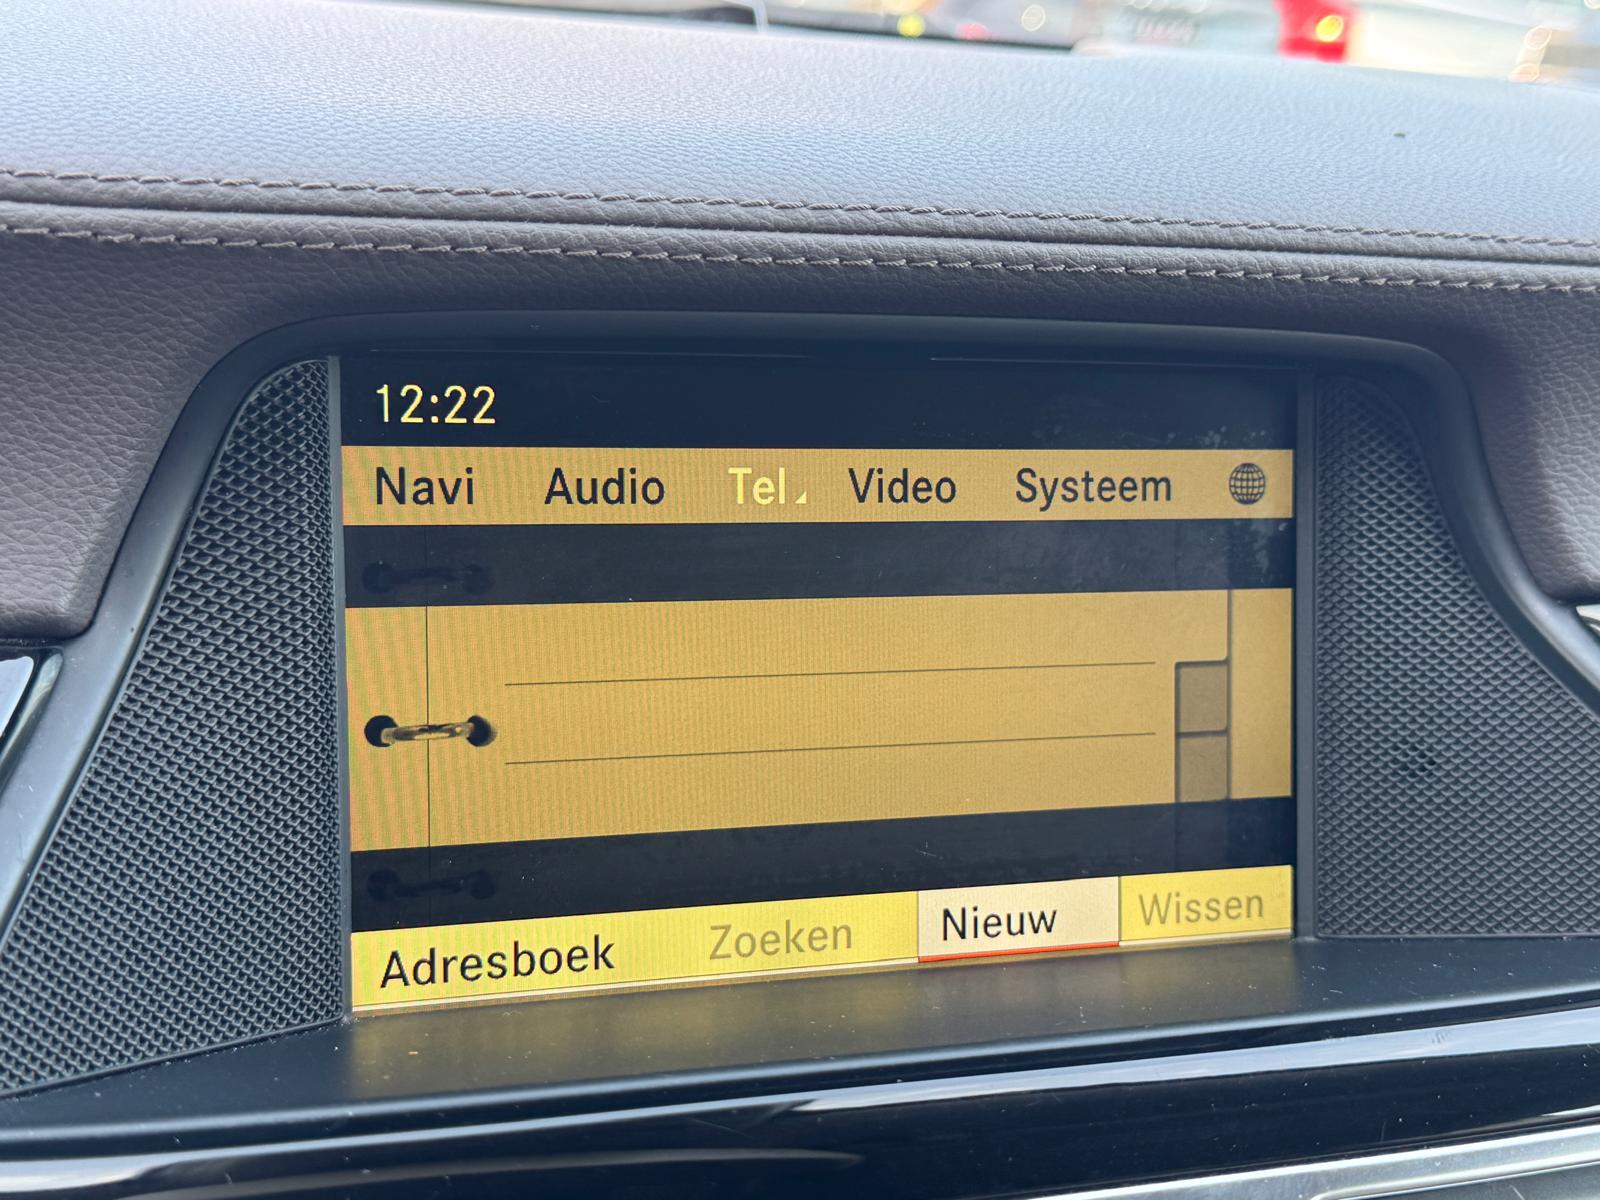 12:22
Navi Audio Tel Video Systeem
Adresboek Zoeken Nieuw Wissen